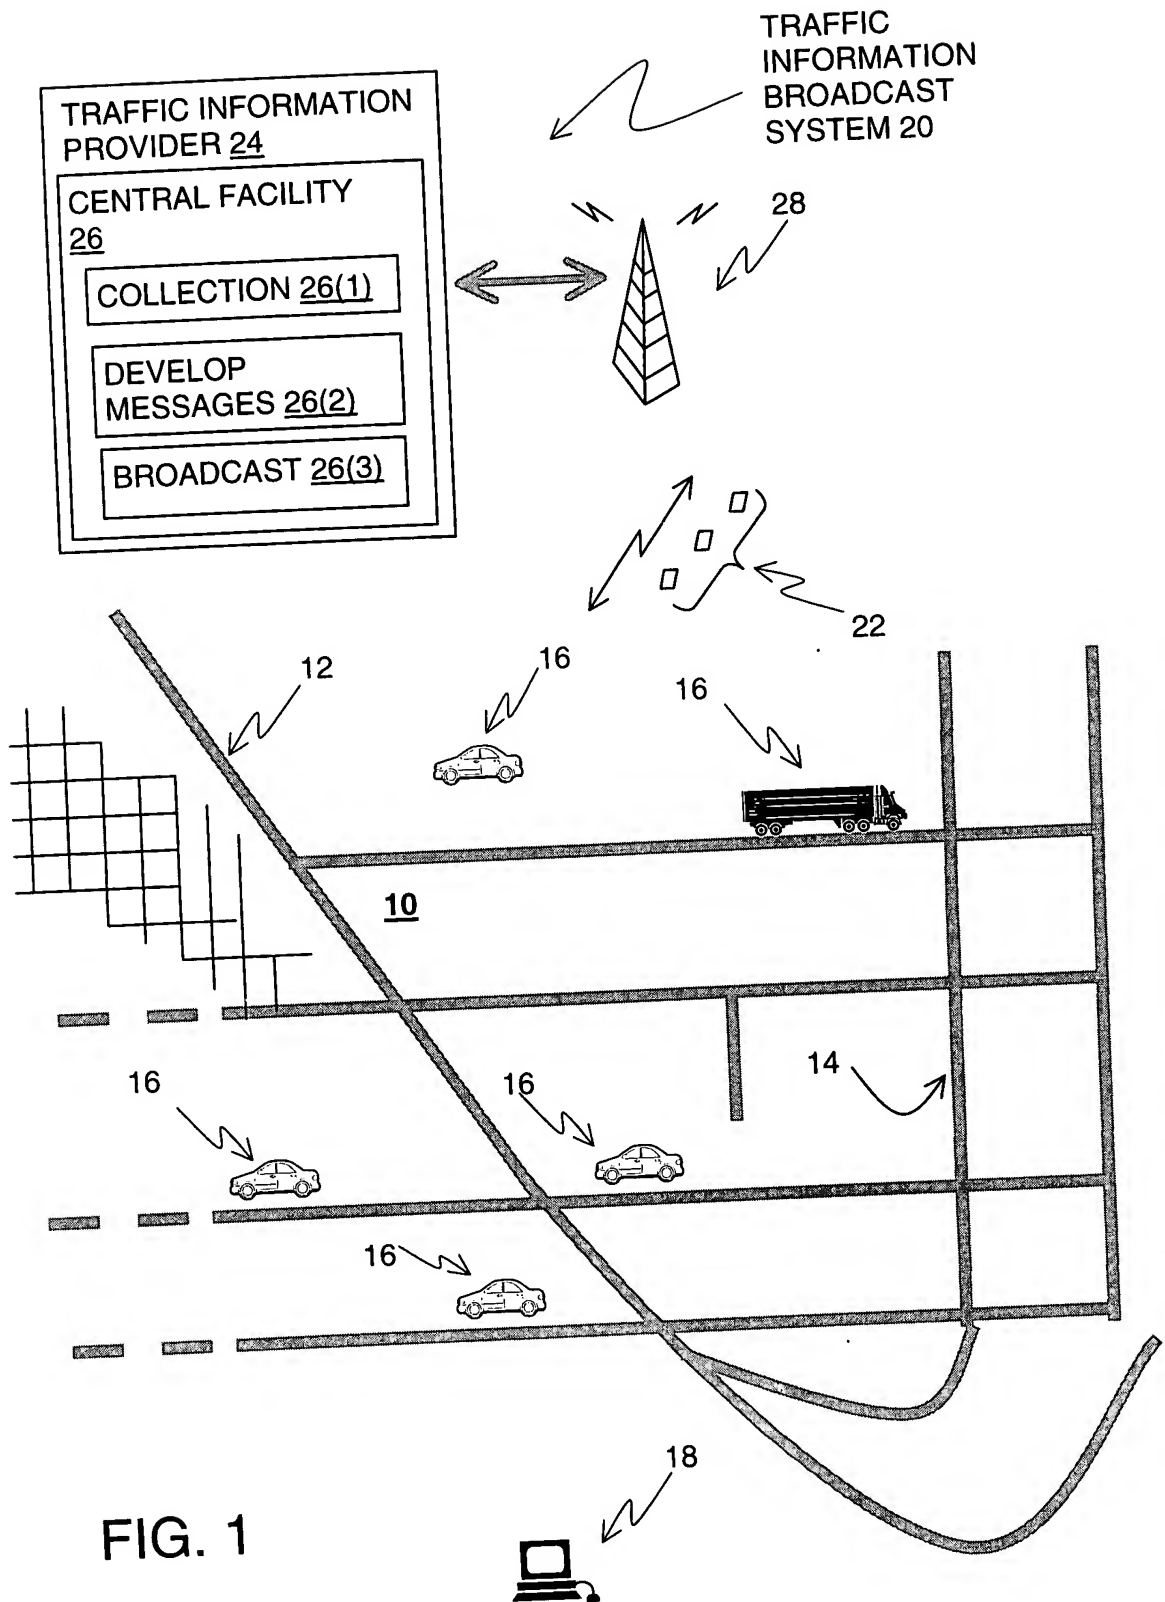 TRAFFIC
INFORMATION
BROADCAST
SYSTEM 20
TRAFFIC INFORMATION
PROVIDER 24
CENTRAL FACILITY
26
COLLECTION 26(1)
DEVELOP
MESSAGES 26(2)
BROADCAST 26(3)
28
22
12
16
16
10
14
16
16
16
18
FIG. 1